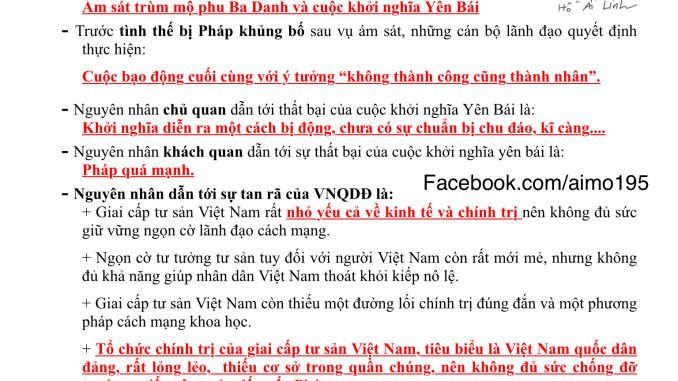 Ám sát trùm mộ phu Ba Danh và cuộc khởi nghĩa Yên Bái
Hồ Ái Linh
- Trước tình thế bị Pháp khủng bố sau vụ ám sát, những cán bộ lãnh đạo quyết định
thực hiện:
Cuộc bạo động cuối cùng với ý tưởng “không thành công cũng thành nhân”.
- Nguyên nhân chủ quan dẫn tới thất bại của cuộc khởi nghĩa Yên Bái là:
Khởi nghĩa diễn ra một cách bị động, chưa có sự chuẩn bị chu đáo, kĩ càng....
- Nguyên nhân khách quan dẫn tới sự thất bại của cuộc khởi nghĩa yên bái là:
Pháp quá mạnh.
Facebook.com/aimo195
- Nguyên nhân dẫn tới sự tan rã của VNQDĐ là:
+ Giai cấp tư sản Việt Nam rất nhỏ yếu cả về kinh tế và chính trị nên không đủ sức
giữ vững ngọn cờ lãnh đạo cách mạng.
+ Ngọn cờ tư tưởng tư sản tuy đối với người Việt Nam còn rất mới mẻ, nhưng không
đủ khả năng giúp nhân dân Việt Nam thoát khỏi kiếp nô lệ.
+ Giai cấp tư sản Việt Nam còn thiếu một đường lối chính trị đúng đắn và một phương
pháp cách mạng khoa học.
+ Tổ chức chính trị của giai cấp tư sản Việt Nam, tiêu biểu là Việt Nam quốc dân
đảng, rất lỏng lẻo, thiếu cơ sở trong quần chúng, nên không đủ sức chống đỡ